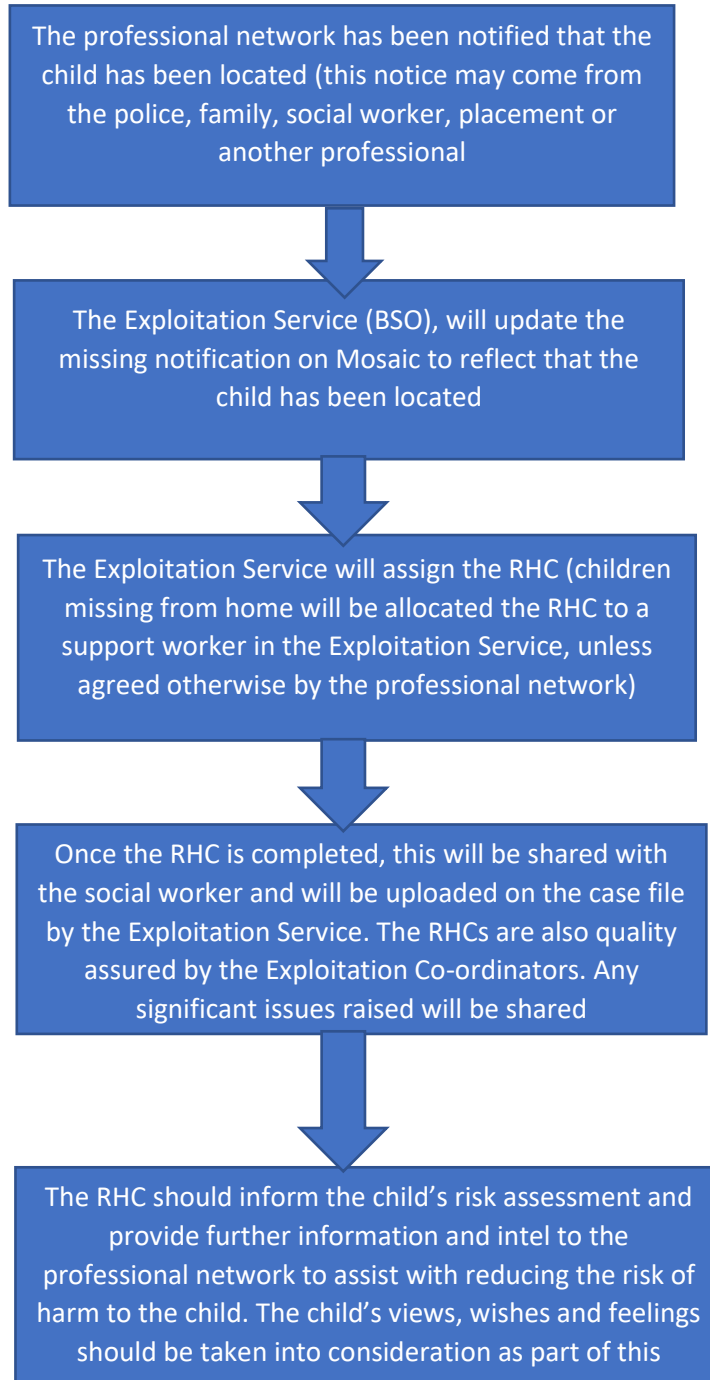 The professional network has been notified that the
child has been located (this notice may come from
the police, family, social worker, placement or
another professional
The Exploitation Service (BSO), will update the
missing notification on Mosaic to reflect that the
child has been located
The Exploitation Service will assign the RHC (children
missing from home will be allocated the RHC to a
support worker in the Exploitation Service, unless
agreed otherwise by the professional network)
Once the RHC is completed, this will be shared with
the social worker and will be uploaded on the case file
by the Exploitation Service. The RHCs are also quality
assured by the Exploitation Co-ordinators. Any
significant issues raised will be shared
The RHC should inform the child’s risk assessment and
provide further information and intel to the
professional network to assist with reducing the risk of
harm to the child. The child’s views, wishes and feelings
should be taken into consideration as part of this